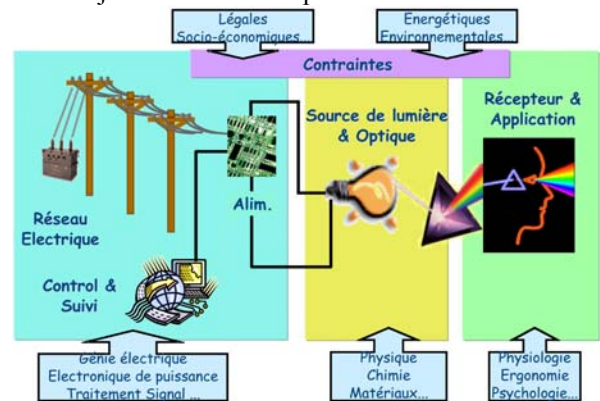 Légales
Socio-économiques...
Energétiques
Environnementales...
Contraintes
Source de lumière
& Optique
Récepteur &
Application
Alim.
Réseau
Electrique
Control &
Suivi
Génie électrique
Electronique de puissance
Traitement Signal ...
Physique
Chimie
Matériaux...
Physiologie
Ergonomie
Psychologie...